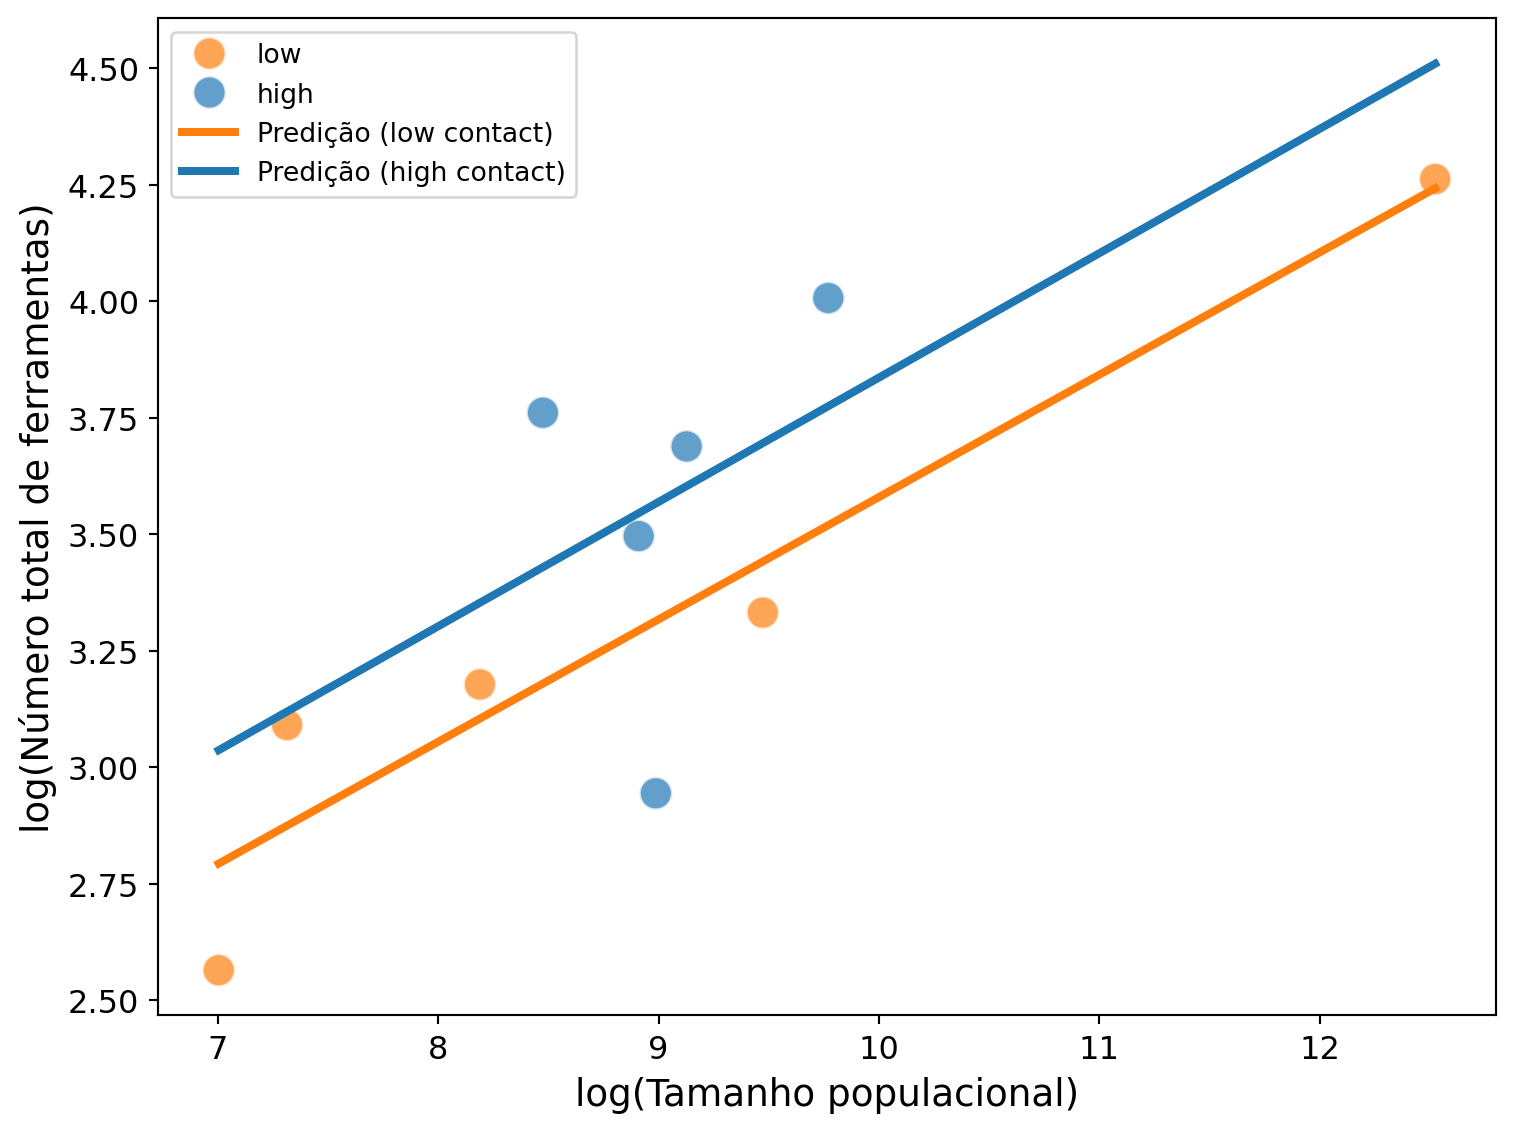 low
high
Predição (low contact)
Predição (high contact)
4.50
4.25
4.00
3.75
3.50
3.25
3.00
2.75
2.50
log(Número total de ferramentas)
7
8
9
10
11
12
log(Tamanho populacional)